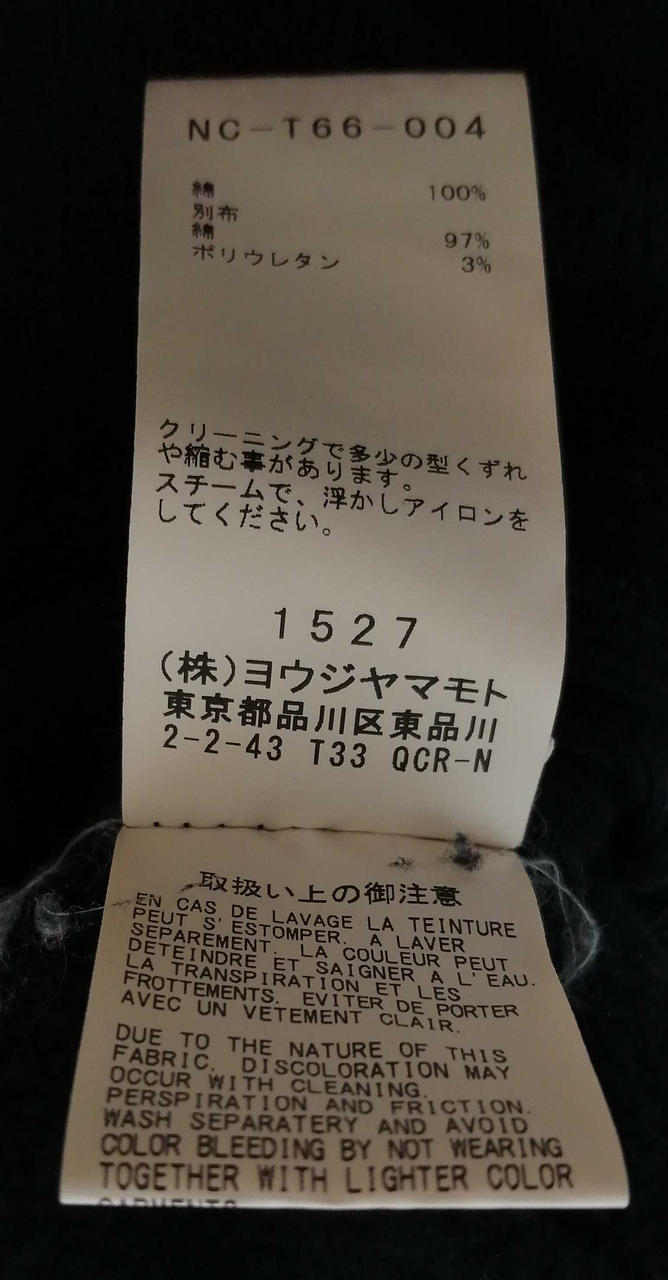 NC-T66-004
綿 100%
別布
綿 97%
ポリウレタン 3%
クリーニングで多少の型くずれ
や縮む事があります。
スチームで、浮かしアイロンを
してください。
1527
(株)ヨウジヤマモト
東京都品川区東品川
2-2-43 T33 QCR-N
取扱い上の御注意
EN CAS DE LAVAGE LA TEINTURE
PEUT S'ESTOMPER. A LAVER
SEPAREMENT. LA COULEUR PEUT
DETEINDRE ET SAIGNER A L'EAU.
LA TRANSPIRATION ET LES
FROTTEMENTS. EVITER DE PORTER
AVEC UN VETEMENT CLAIR.
DUE TO THE NATURE OF THIS
FABRIC, DISCOLORATION MAY
OCCUR WITH CLEANING.
PERSPIRATION AND FRICTION.
WASH SEPARATERY AND AVOID
COLOR BLEEDING BY NOT WEARING
TOGETHER WITH LIGHTER COLOR
GARMENTS